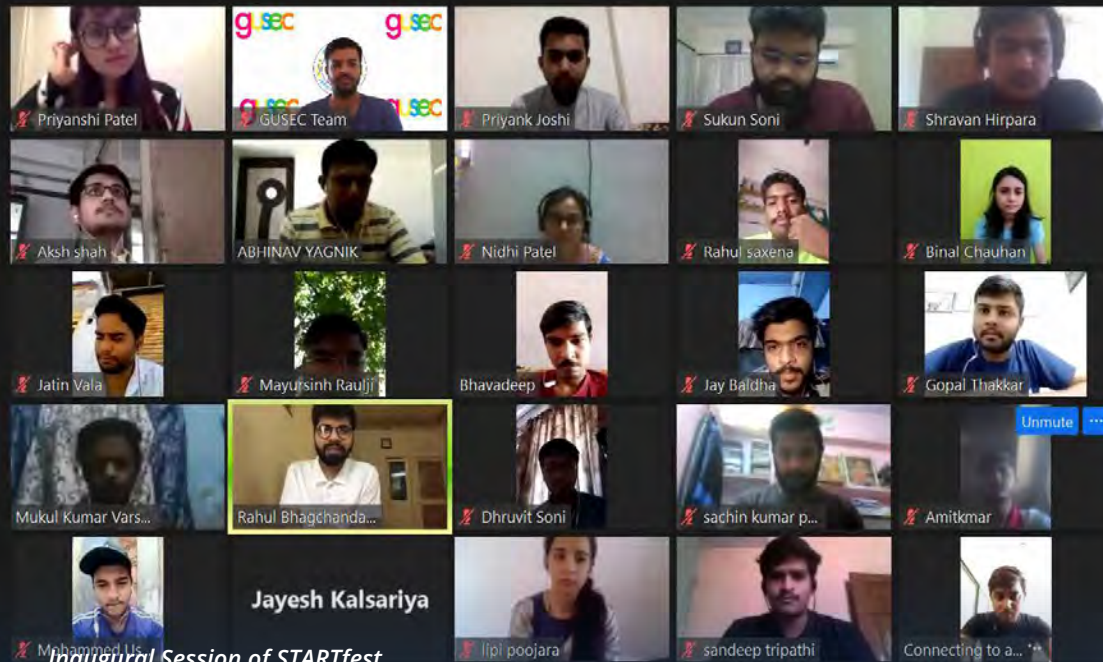 Priyanshi Patel
gusec gusec
gusec gusec
GUSEC Team
Priyank Joshi
Sukun Soni
Shravan Hirpara
Aksh shah
ABHINAV YAGNIK
Nidhi Patel
Rahul saxena
Binal Chauhan
Jatin Vala
Mayursinh Raulji
Bhavadeep
Jay Baldha
Gopal Thakkar
Mukul Kumar Vars...
Rahul Bhagchanda...
Dhruvit Soni
sachin kumar p...
Unmute ...
Amitkmar
Mohammed Us
Jayesh Kalsariya
lipi poojara
sandeep tripathi
Connecting to a...
Inaugural Session of STARTfest